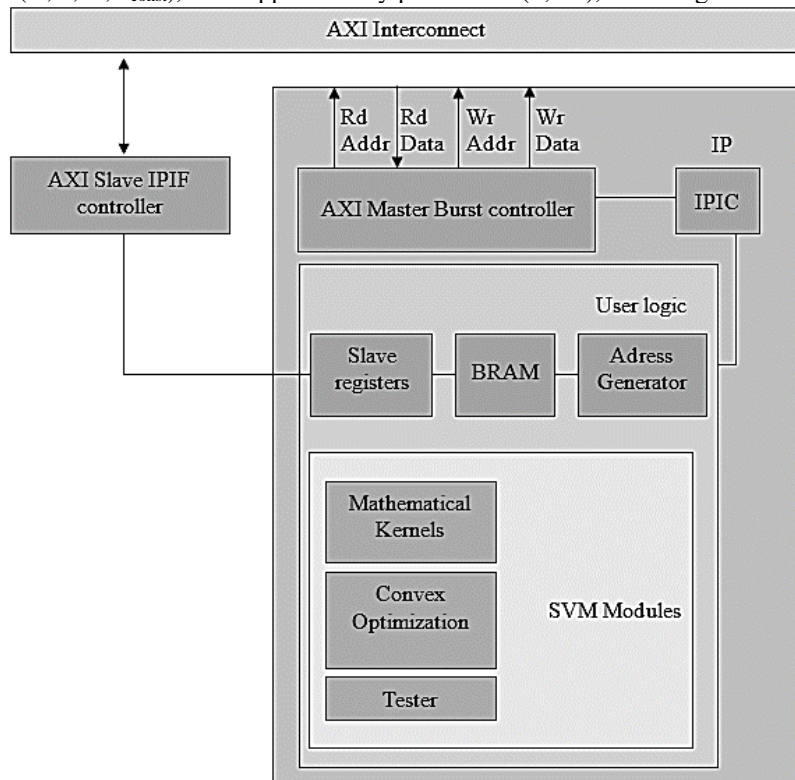 AXI Interconnect
Rd Addr
Rd Data
Wr Addr
Wr Data
IP
AXI Slave IPIF
controller
AXI Master Burst controller
IPIC
User logic
Slave
registers
BRAM
Adress
Generator
Mathematical
Kernels
Convex
Optimization
SVM Modules
Tester